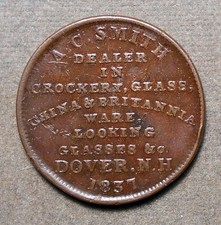 A C SMITH
DEALER
IN
CROCKERY, GLASS,
CHINA & BRITANNIA
WARE,
LOOKING
GLASSES &c.
DOVER, N.H
1837